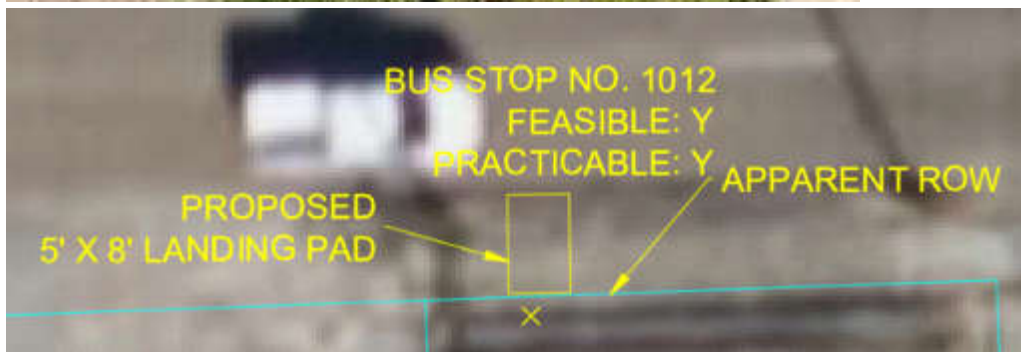 BUS STOP NO. 1012
FEASIBLE: Y
PRACTICABLE: Y
APPARENT ROW
PROPOSED
5' X 8' LANDING PAD